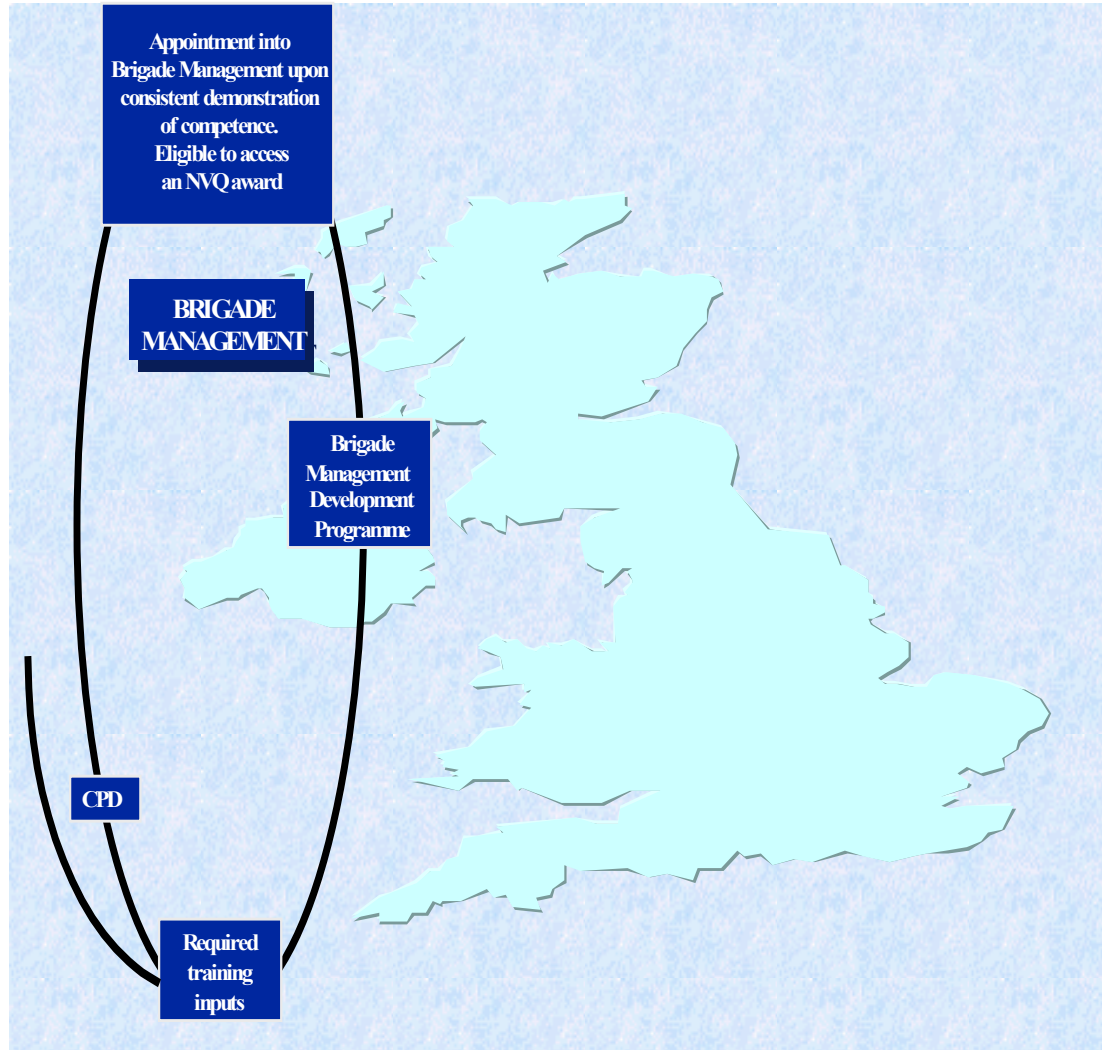 Appointment into
Brigade Management upon
consistent demonstration
of competence.
Eligible to access
an NVQ award
BRIGADE
MANAGEMENT
Brigade
Management
Development
Programme
CPD
Required
training
inputs